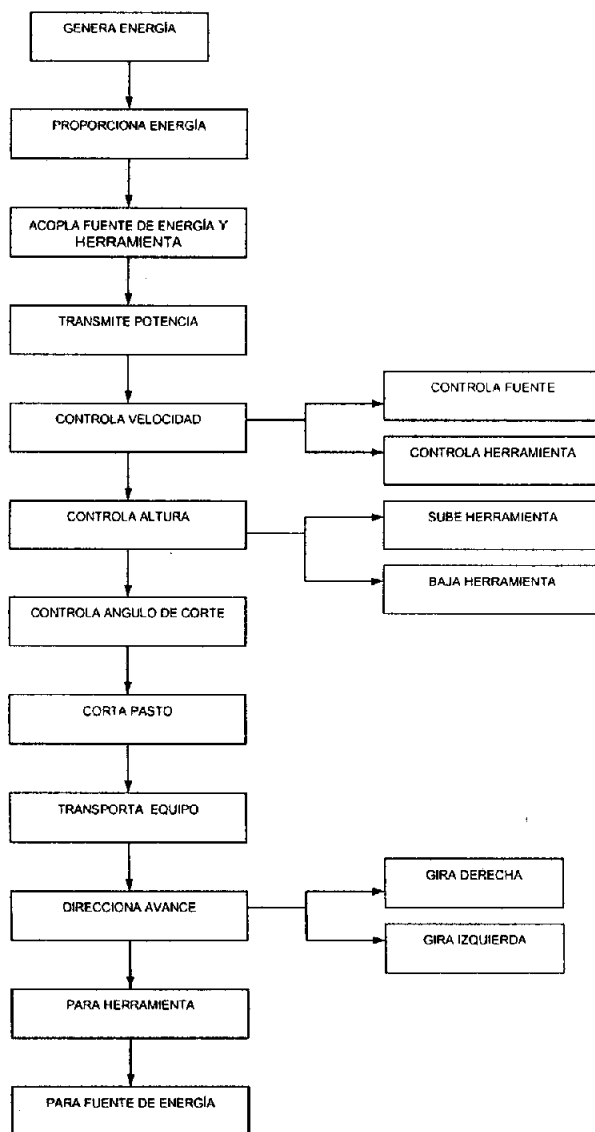 GENERA ENERGÍA
PROPORCIONA ENERGÍA
ACOPLA FUENTE DE ENERGÍA Y
HERRAMIENTA
TRANSMITE POTENCIA
CONTROLA VELOCIDAD
CONTROLA FUENTE
CONTROLA HERRAMIENTA
CONTROLA ALTURA
SUBE HERRAMIENTA
BAJA HERRAMIENTA
CONTROLA ANGULO DE CORTE
CORTA PASTO
TRANSPORTA EQUIPO
DIRECCIONA AVANCE
GIRA DERECHA
GIRA IZQUIERDA
PARA HERRAMIENTA
PARA FUENTE DE ENERGÍA